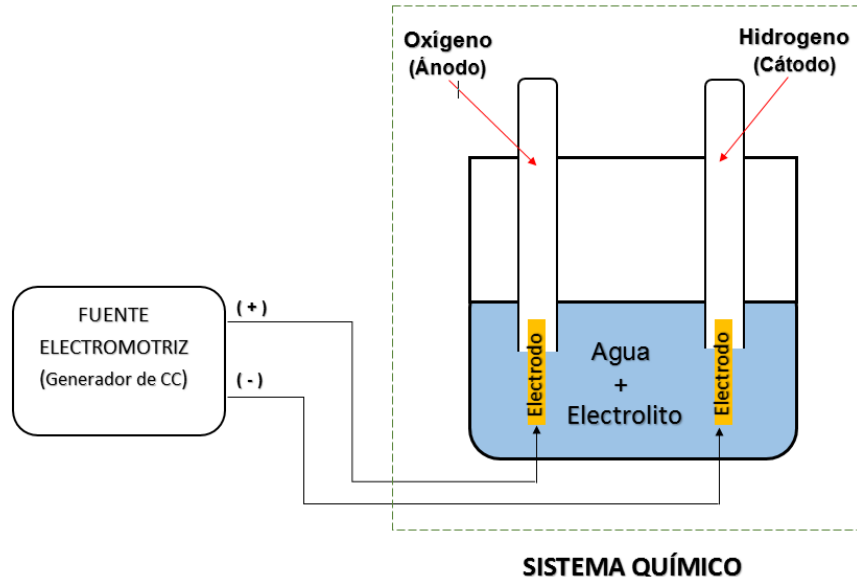 Oxígeno
(Ánodo)
Hidrogeno
(Cátodo)
FUENTE
ELECTROMOTRIZ
(Generador de CC)
( + )
( - )
Electrodo
Agua
+
Electrolito
Electrodo
SISTEMA QUÍMICO